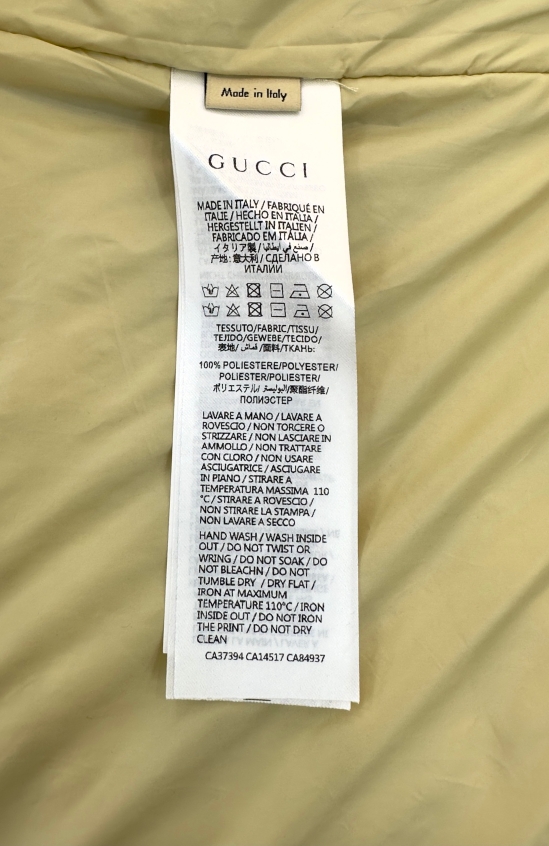 Made in Italy
GUCCI
MADE IN ITALY / FABRIQUÉ EN
ITALIE / HECHO EN ITALIA /
HERGESTELLT IN ITALIEN /
FABRICADO EM ITÁLIA /
イタリア製 / صنع في ايطاليا /
产地: 意大利 / СДЕЛАНО В
ИТАЛИИ
TESSUTO/FABRIC/TISSU/
TEJIDO/GEWEBE/TECIDO/
表地/ قماش /面料/ТКАНЬ:
100% POLIESTERE/POLYESTER/
POLIESTER/POLIESTER/
ポリエステル/البوليستر/聚酯纤维/
ПОЛИЭСТЕР
LAVARE A MANO / LAVARE A
ROVESCIO / NON TORCERE O
STRIZZARE / NON LASCIARE IN
AMMOLLO / NON TRATTARE
CON CLORO / NON USARE
ASCIUGATRICE / ASCIUGARE
IN PIANO / STIRARE A
TEMPERATURA MASSIMA 110
°C / STIRARE A ROVESCIO /
NON STIRARE LA STAMPA /
NON LAVARE A SECCO
HAND WASH / WASH INSIDE
OUT / DO NOT TWIST OR
WRING / DO NOT SOAK / DO
NOT BLEACHN / DO NOT
TUMBLE DRY / DRY FLAT /
IRON AT MAXIMUM
TEMPERATURE 110°C / IRON
INSIDE OUT / DO NOT IRON
THE PRINT / DO NOT DRY
CLEAN
CA37394 CA14517 CA84937